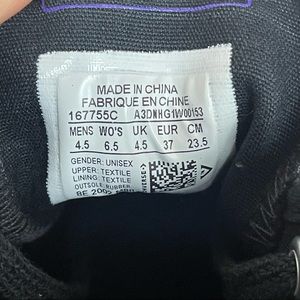 MADE IN CHINA
FABRIQUE EN CHINE
167755C A3DNHG1W00153
MENS WO'S UK EUR CM
4.5 6.5 4.5 37 23.5
GENDER: UNISEX
UPPER: TEXTILE
LINING: TEXTILE
OUTSOLE: RUBBER